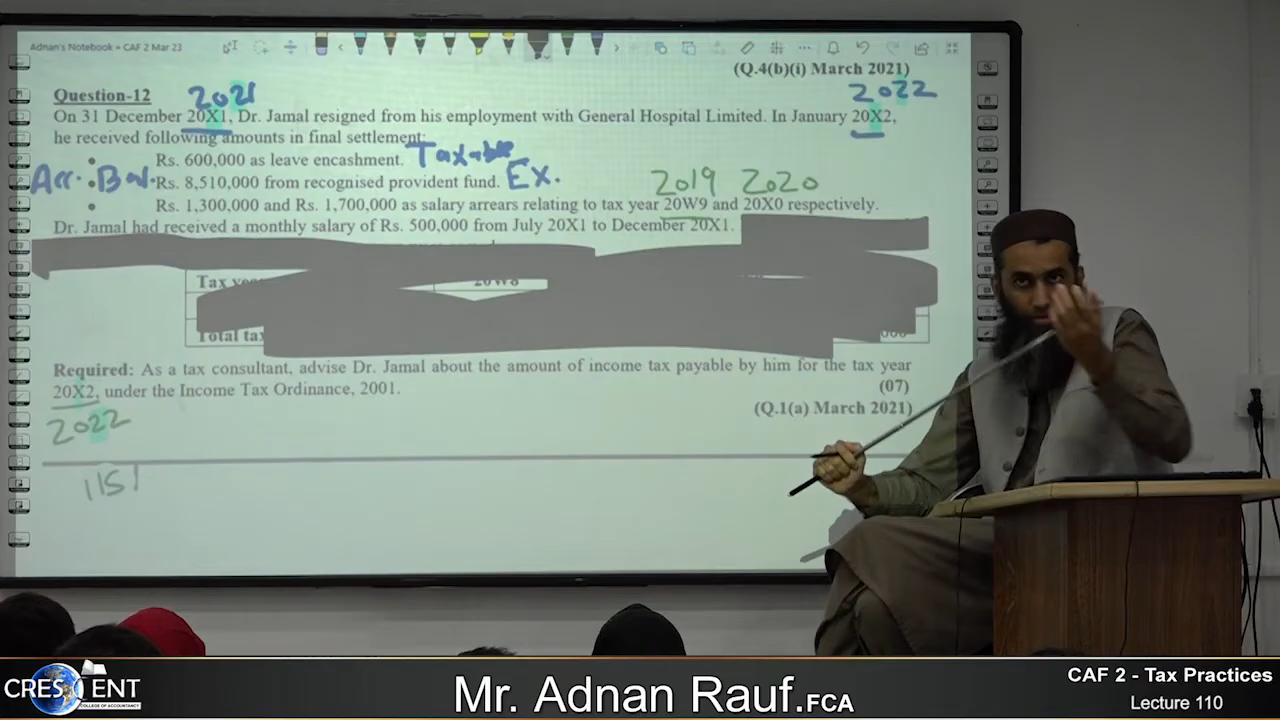 Adnan's Notebook » CAF 2 Mar 23
(Q.4(b)(i) March 2021)
Question-12
2021
2022
On 31 December 20X1, Dr. Jamal resigned from his employment with General Hospital Limited. In January 20X2,
he received following amounts in final settlement:
• Rs. 600,000 as leave encashment. Taxable
Acc. Bal. • Rs. 8,510,000 from recognised provident fund. Ex.
2019 2020
• Rs. 1,300,000 and Rs. 1,700,000 as salary arrears relating to tax year 20W9 and 20X0 respectively.
Dr. Jamal had received a monthly salary of Rs. 500,000 from July 20X1 to December 20X1.
Tax 20W8
Total
Required: As a tax consultant, advise Dr. Jamal about the amount of income tax payable by him for the tax year
20X2, under the Income Tax Ordinance, 2001. (07)
2022
(Q.1(a) March 2021)
115
CRESCENT
COLLEGE OF ACCOUNTANCY
Mr. Adnan Rauf.FCA
CAF 2 - Tax Practices
Lecture 110